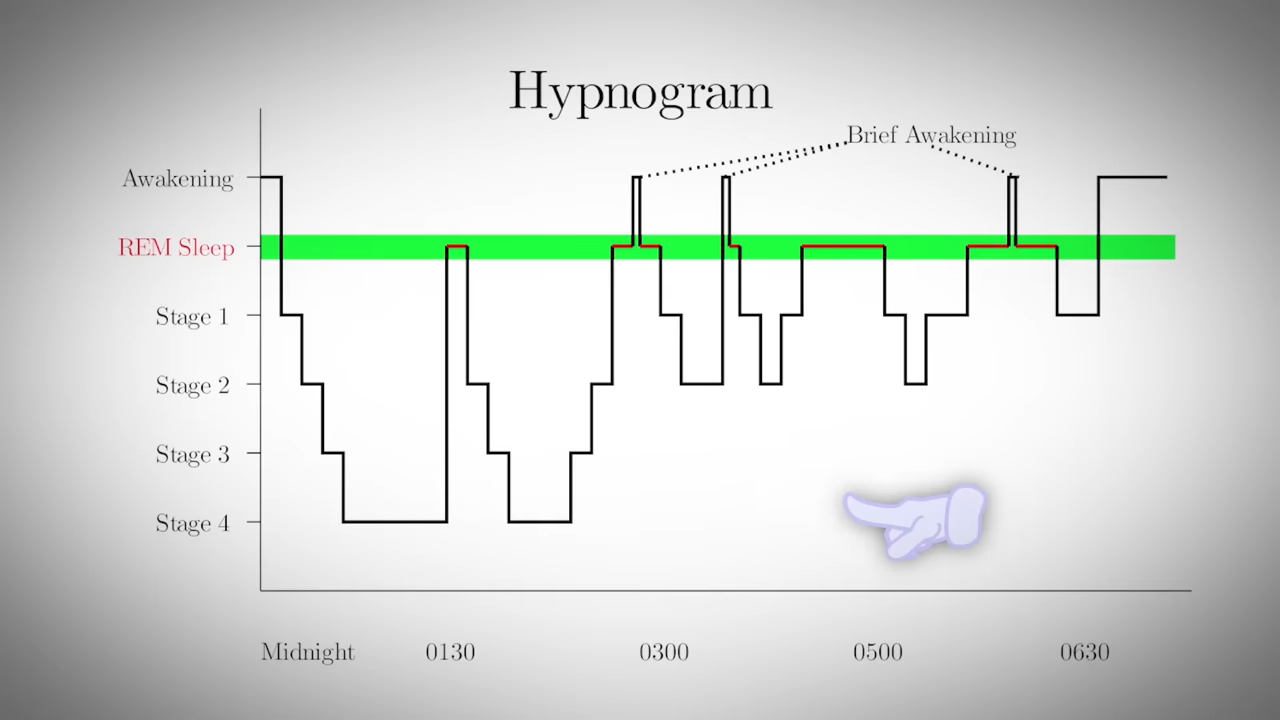 Hypnogram
Brief Awakening
Awakening
REM Sleep
Stage 1
Stage 2
Stage 3
Stage 4
Midnight 0130 0300 0500 0630